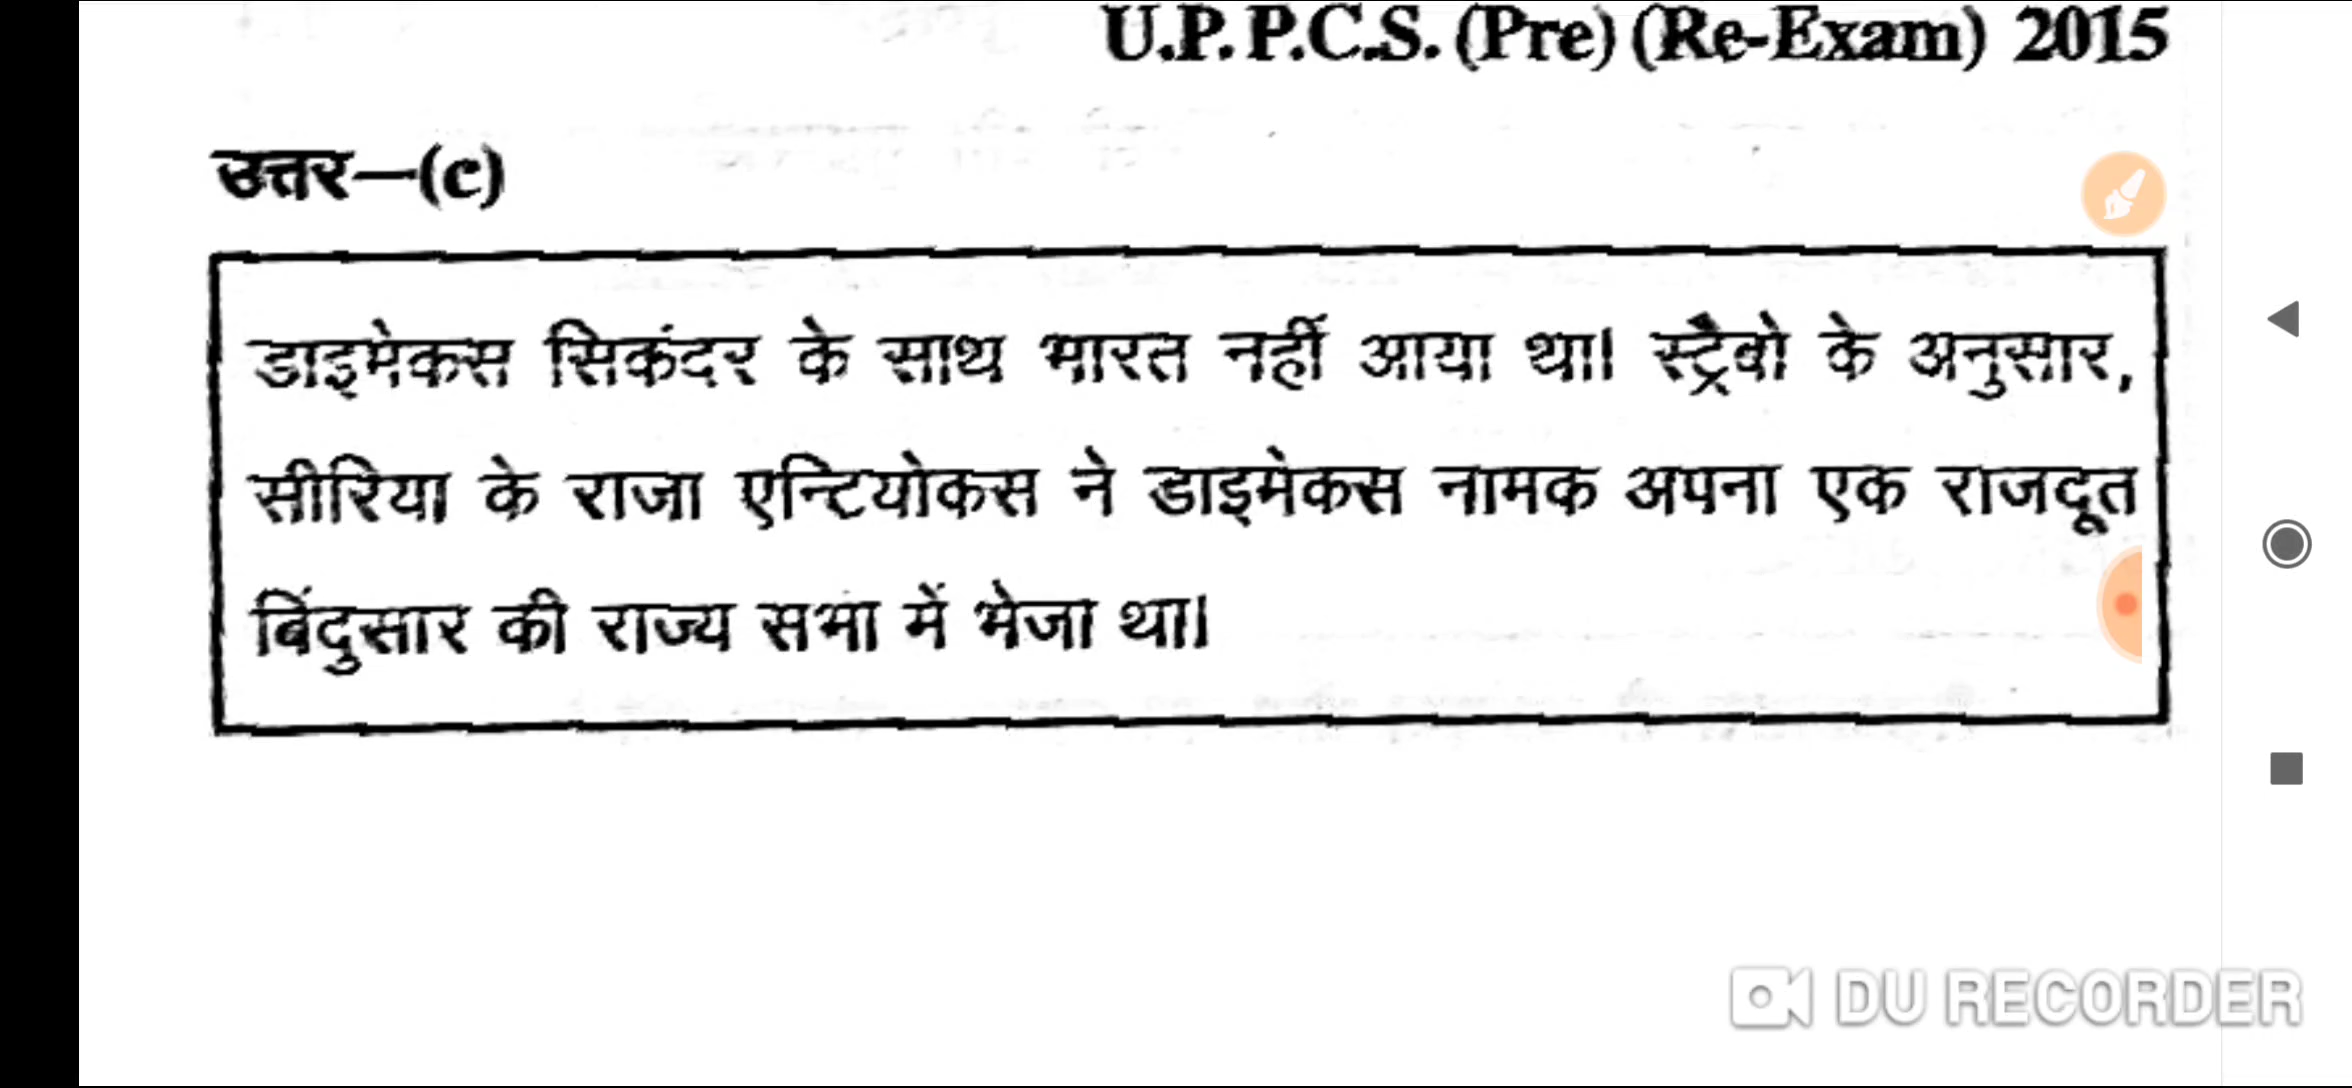 U.P.P.C.S. (Pre) (Re-Exam) 2015
उत्तर—(c)
डाइमेकस सिकंदर के साथ भारत नहीं आया था। स्ट्रैबो के अनुसार,
सीरिया के राजा एन्टियोकस ने डाइमेकस नामक अपना एक राजदूत
बिंदुसार की राज्य सभा में भेजा था।
DU RECORDER